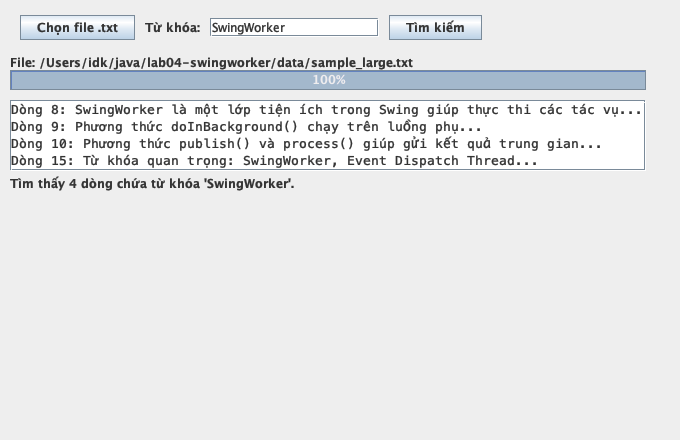 Chọn file .txt Từ khóa: SwingWorker Tìm kiếm
File: /Users/idk/java/lab04-swingworker/data/sample_large.txt
100%
Dòng 8: SwingWorker là một lớp tiện ích trong Swing giúp thực thi các tác vụ...
Dòng 9: Phương thức doInBackground() chạy trên luồng phụ...
Dòng 10: Phương thức publish() và process() giúp gửi kết quả trung gian...
Dòng 15: Từ khóa quan trọng: SwingWorker, Event Dispatch Thread...
Tìm thấy 4 dòng chứa từ khóa 'SwingWorker'.